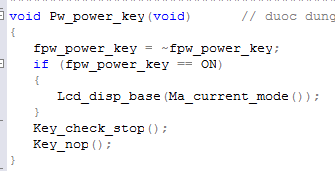 void Pw_power_key(void) // duoc dung
{
fpw_power_key = ~fpw_power_key;
if (fpw_power_key == ON)
{
Lcd_disp_base(Ma_current_mode());
}
Key_check_stop();
Key_nop();
}